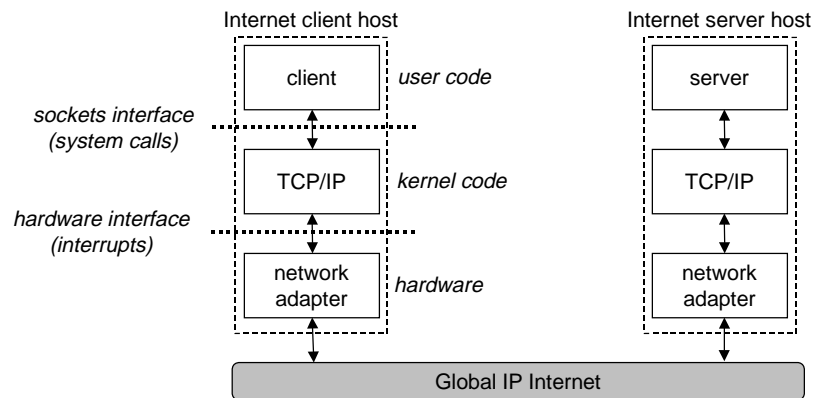 Internet client host
Internet server host
client
user code
server
sockets interface
(system calls)
TCP/IP
kernel code
TCP/IP
hardware interface
(interrupts)
network
adapter
hardware
network
adapter
Global IP Internet